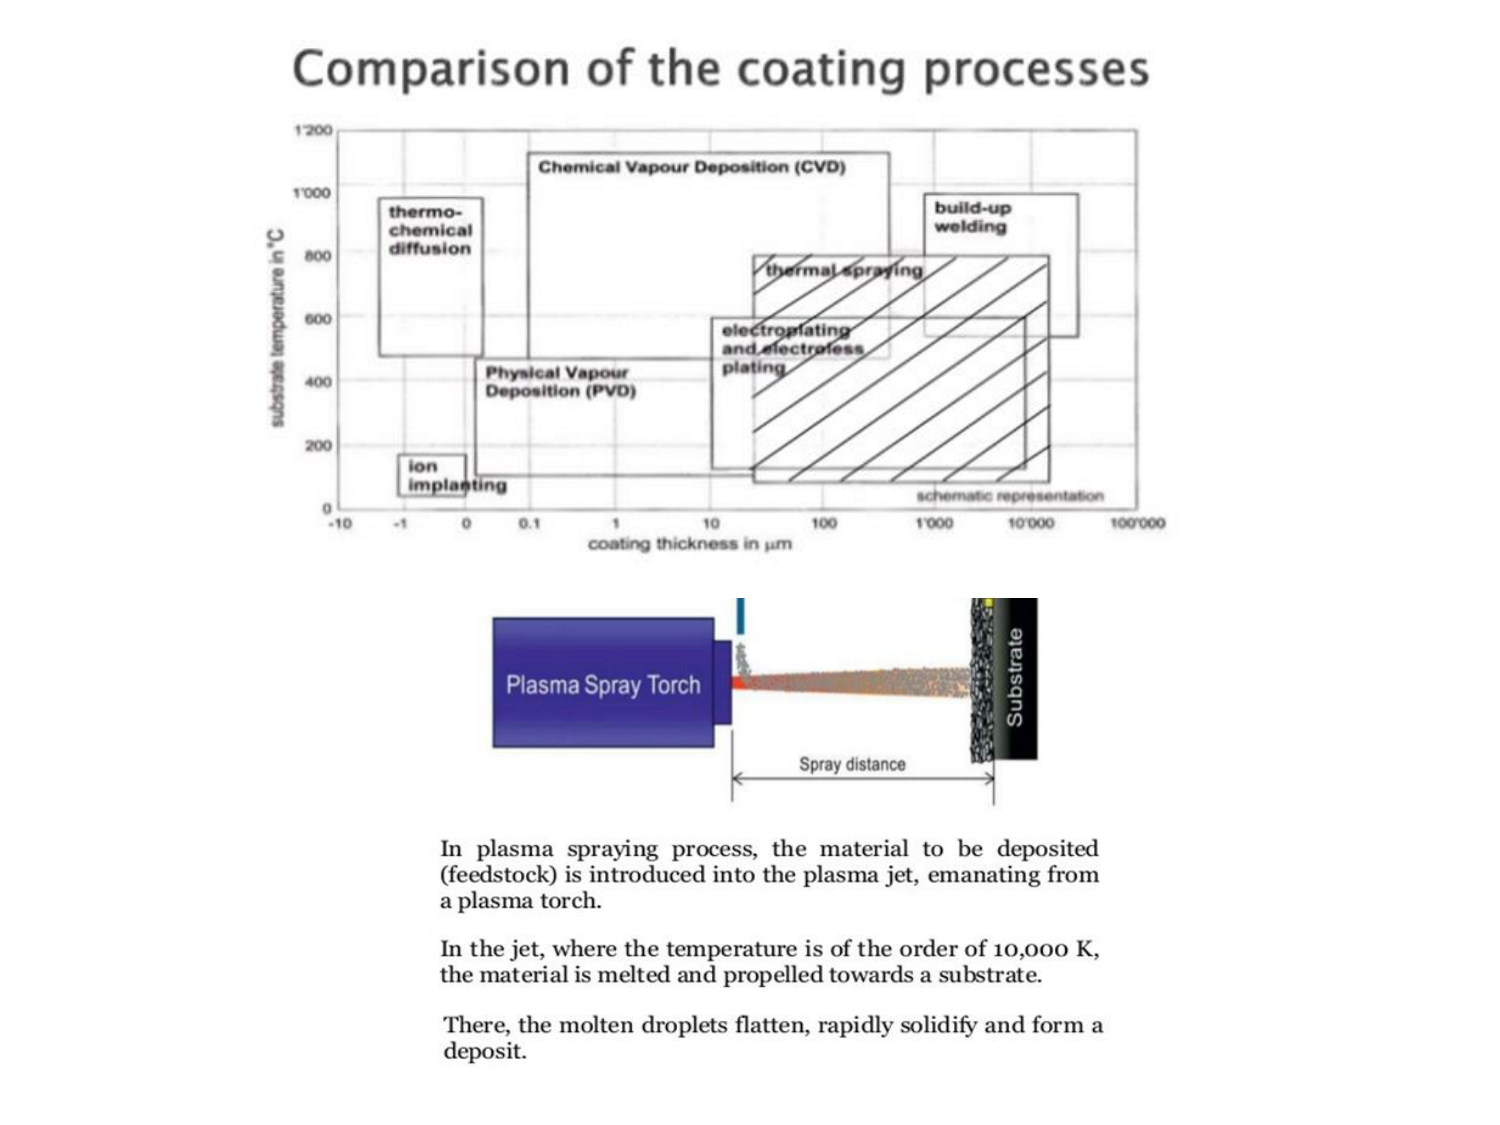 Comparison of the coating processes
1'200
1'000
800
600
400
200
0
substrate temperature in °C
Chemical Vapour Deposition (CVD)
thermo-
chemical
diffusion
build-up
welding
thermal spraying
electroplating
and electroless
plating
Physical Vapour
Deposition (PVD)
ion
implanting
schematic representation
-10 -1 0 0.1 1 10 100 1'000 10'000 100'000
coating thickness in µm
Plasma Spray Torch
Substrate
Spray distance
In plasma spraying process, the material to be deposited
(feedstock) is introduced into the plasma jet, emanating from
a plasma torch.
In the jet, where the temperature is of the order of 10,000 K,
the material is melted and propelled towards a substrate.
There, the molten droplets flatten, rapidly solidify and form a
deposit.